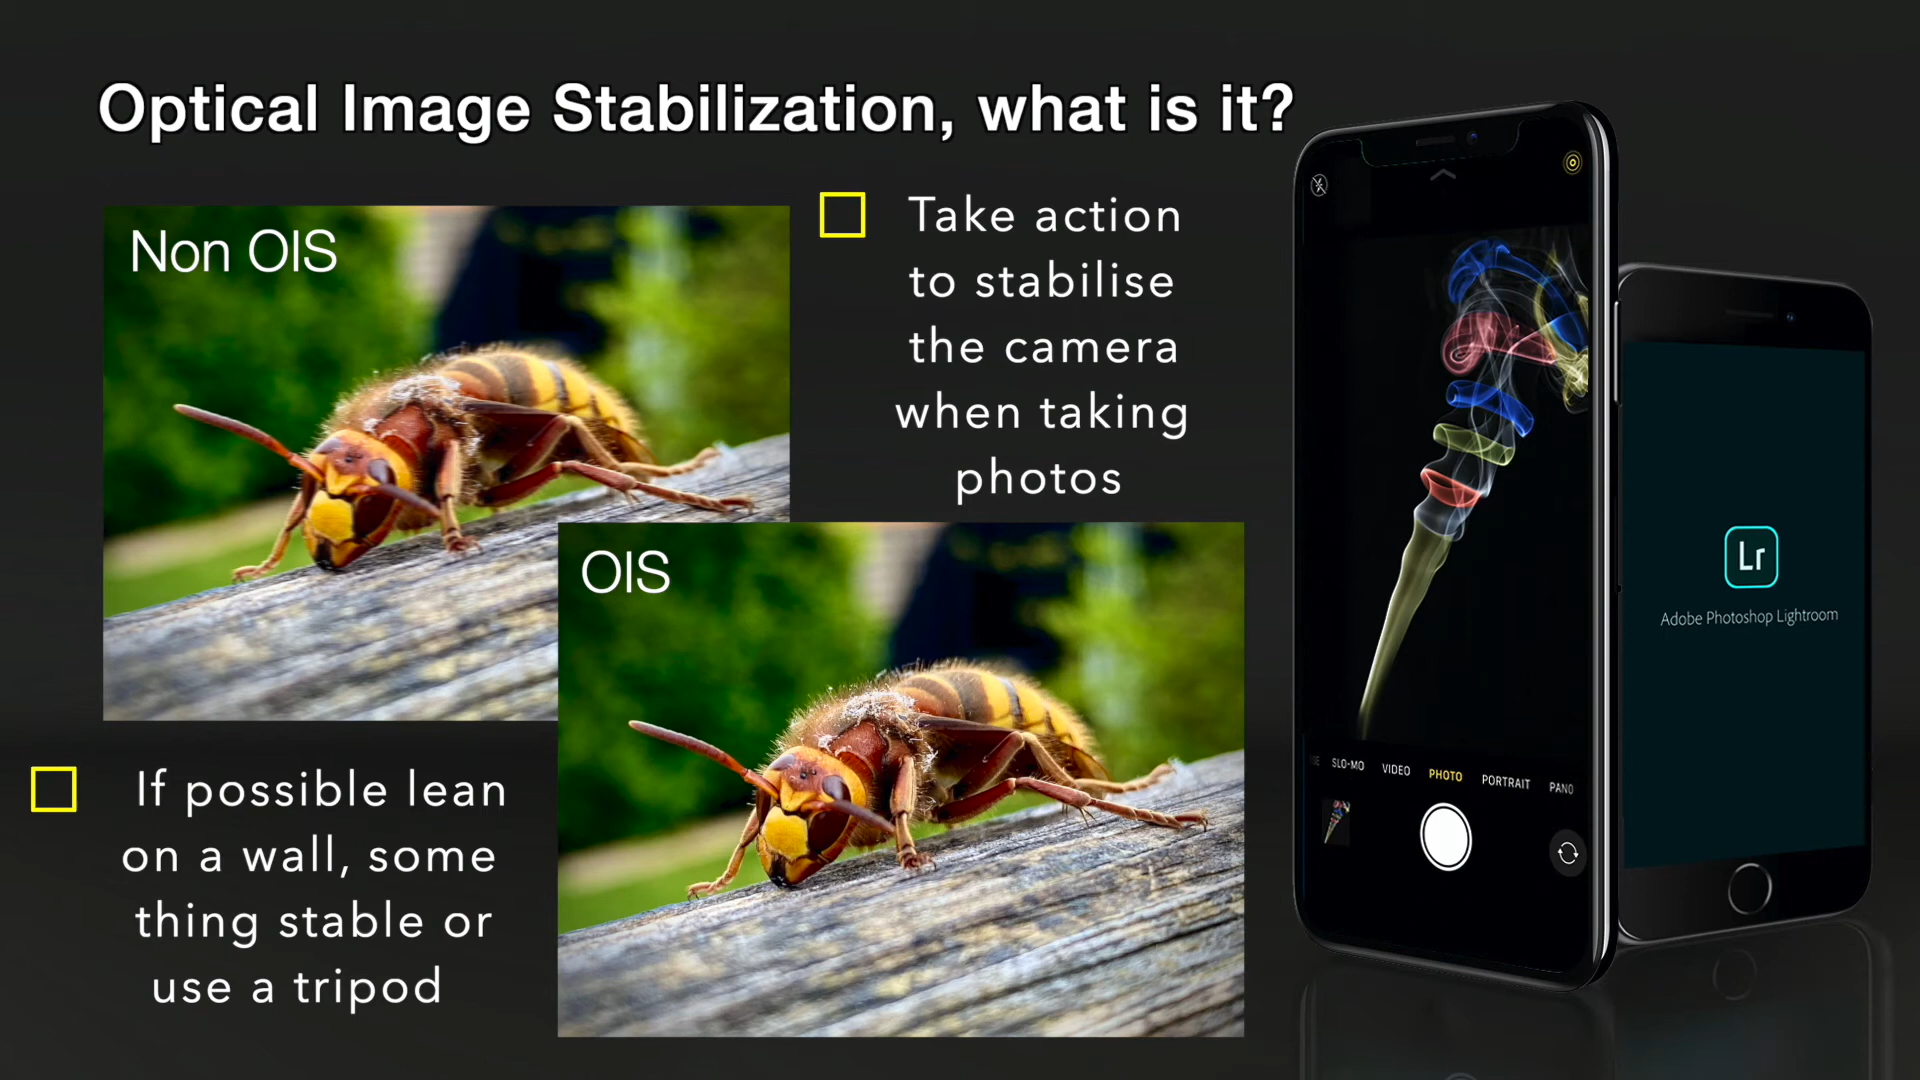 Optical Image Stabilization, what is it?
Non OIS
Take action
to stabilise
the camera
when taking
photos
OIS
If possible lean
on a wall, some
thing stable or
use a tripod
SLO-MO VIDEO PHOTO PORTRAIT PANO
Lr
Adobe Photoshop Lightroom